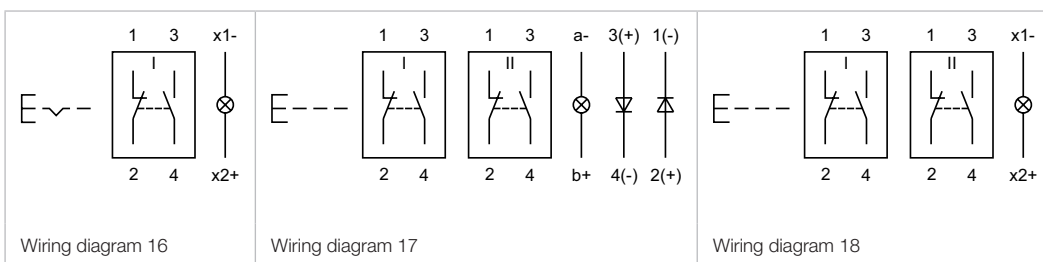 1 3 x1-
I
2 4 x2+
Wiring diagram 16
1 3 1 3 a- 3(+) 1(-)
I II
2 4 2 4 b+ 4(-) 2(+)
Wiring diagram 17
1 3 1 3 x1-
I II
2 4 2 4 x2+
Wiring diagram 18